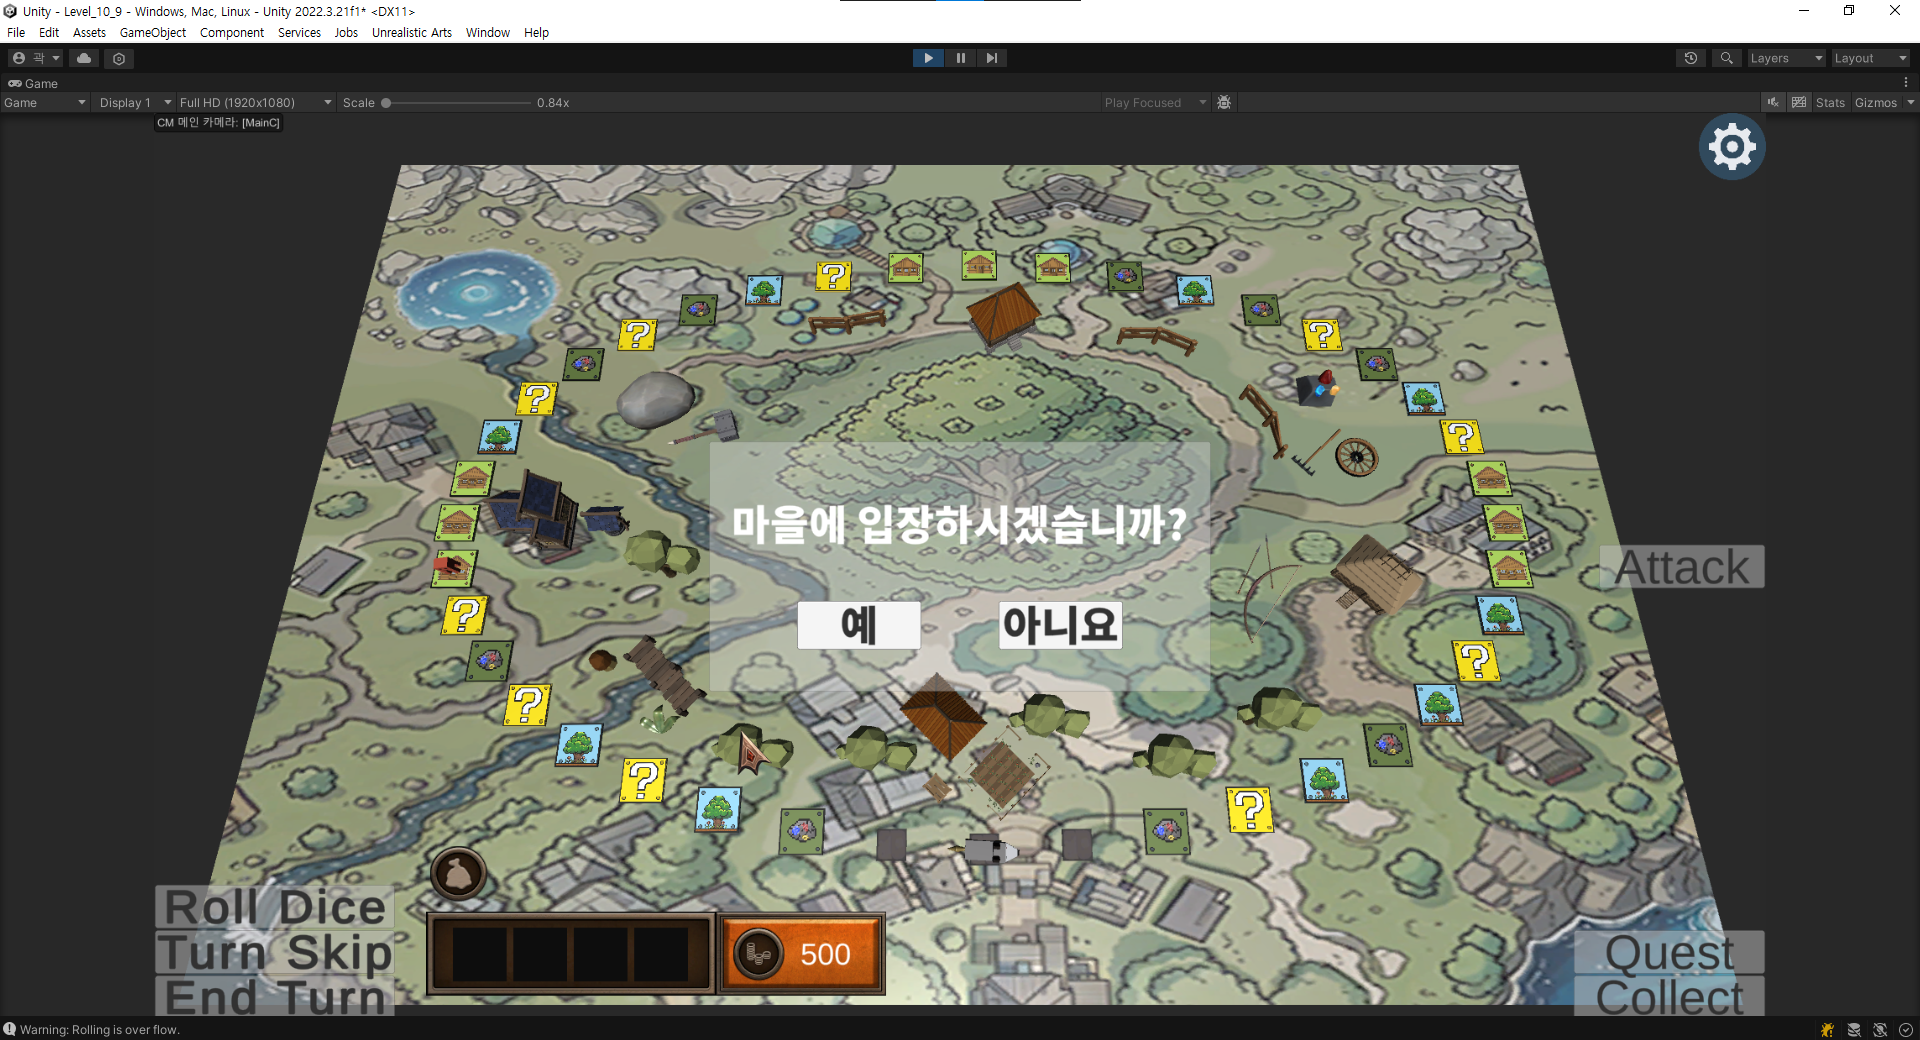 Unity - Level_10_9 - Windows, Mac, Linux - Unity 2022.3.21f1* <DX11>
File Edit Assets GameObject Component Services Jobs Unrealistic Arts Window Help
곽
Layers
Layout
Game
Game
Display 1
Full HD (1920x1080)
Scale
0.84x
Play Focused
Stats
Gizmos
CM 메인 카메라: [MainC]
?
?
?
?
?
?
마을에 입장하시겠습니까?
예
아니요
Attack
?
?
?
?
?
Roll Dice
Turn Skip
End Turn
500
Quest
Collect
Warning: Rolling is over flow.